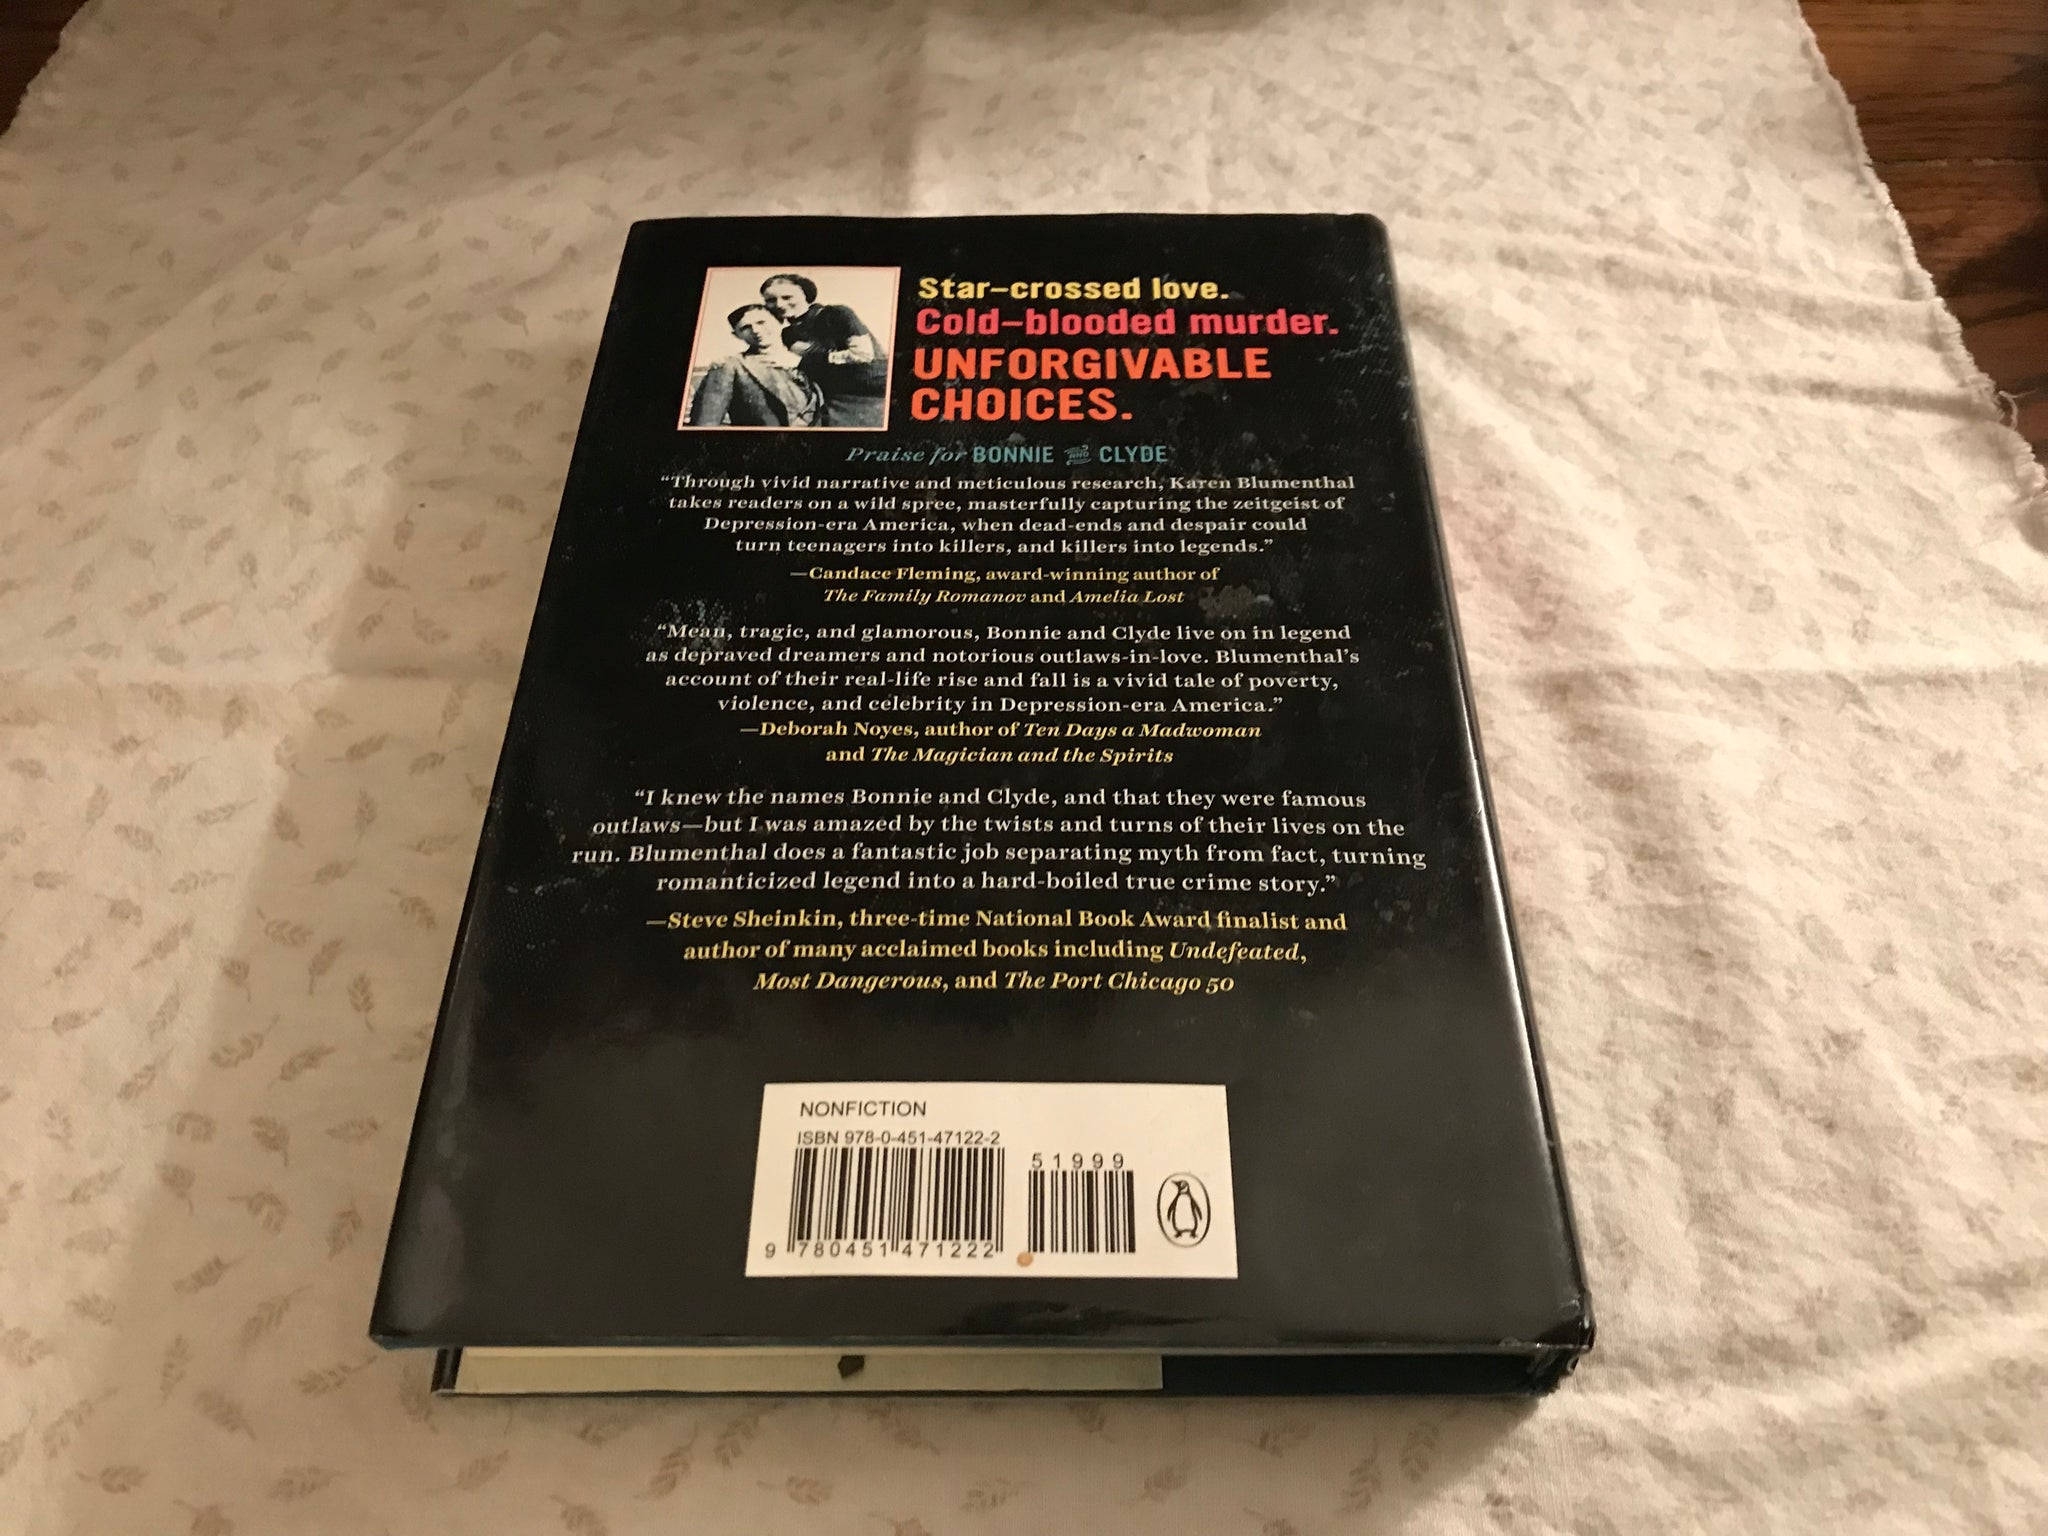 Star-crossed love.
Cold-blooded murder.
UNFORGIVABLE
CHOICES.
Praise for BONNIE AND CLYDE
“Through vivid narrative and meticulous research, Karen Blumenthal
takes readers on a wild spree, masterfully capturing the zeitgeist of
Depression-era America, when dead-ends and despair could
turn teenagers into killers, and killers into legends.”
—Candace Fleming, award-winning author of
The Family Romanov and Amelia Lost
“Mean, tragic, and glamorous, Bonnie and Clyde live on in legend
as depraved dreamers and notorious outlaws-in-love. Blumenthal’s
account of their real-life rise and fall is a vivid tale of poverty,
violence, and celebrity in Depression-era America.”
—Deborah Noyes, author of Ten Days a Madwoman
and The Magician and the Spirits
“I knew the names Bonnie and Clyde, and that they were famous
outlaws—but I was amazed by the twists and turns of their lives on the
run. Blumenthal does a fantastic job separating myth from fact, turning
romanticized legend into a hard-boiled true crime story.”
—Steve Sheinkin, three-time National Book Award finalist and
author of many acclaimed books including Undefeated,
Most Dangerous, and The Port Chicago 50
NONFICTION
ISBN 978-0-451-47122-2
51999
9 780451 471222